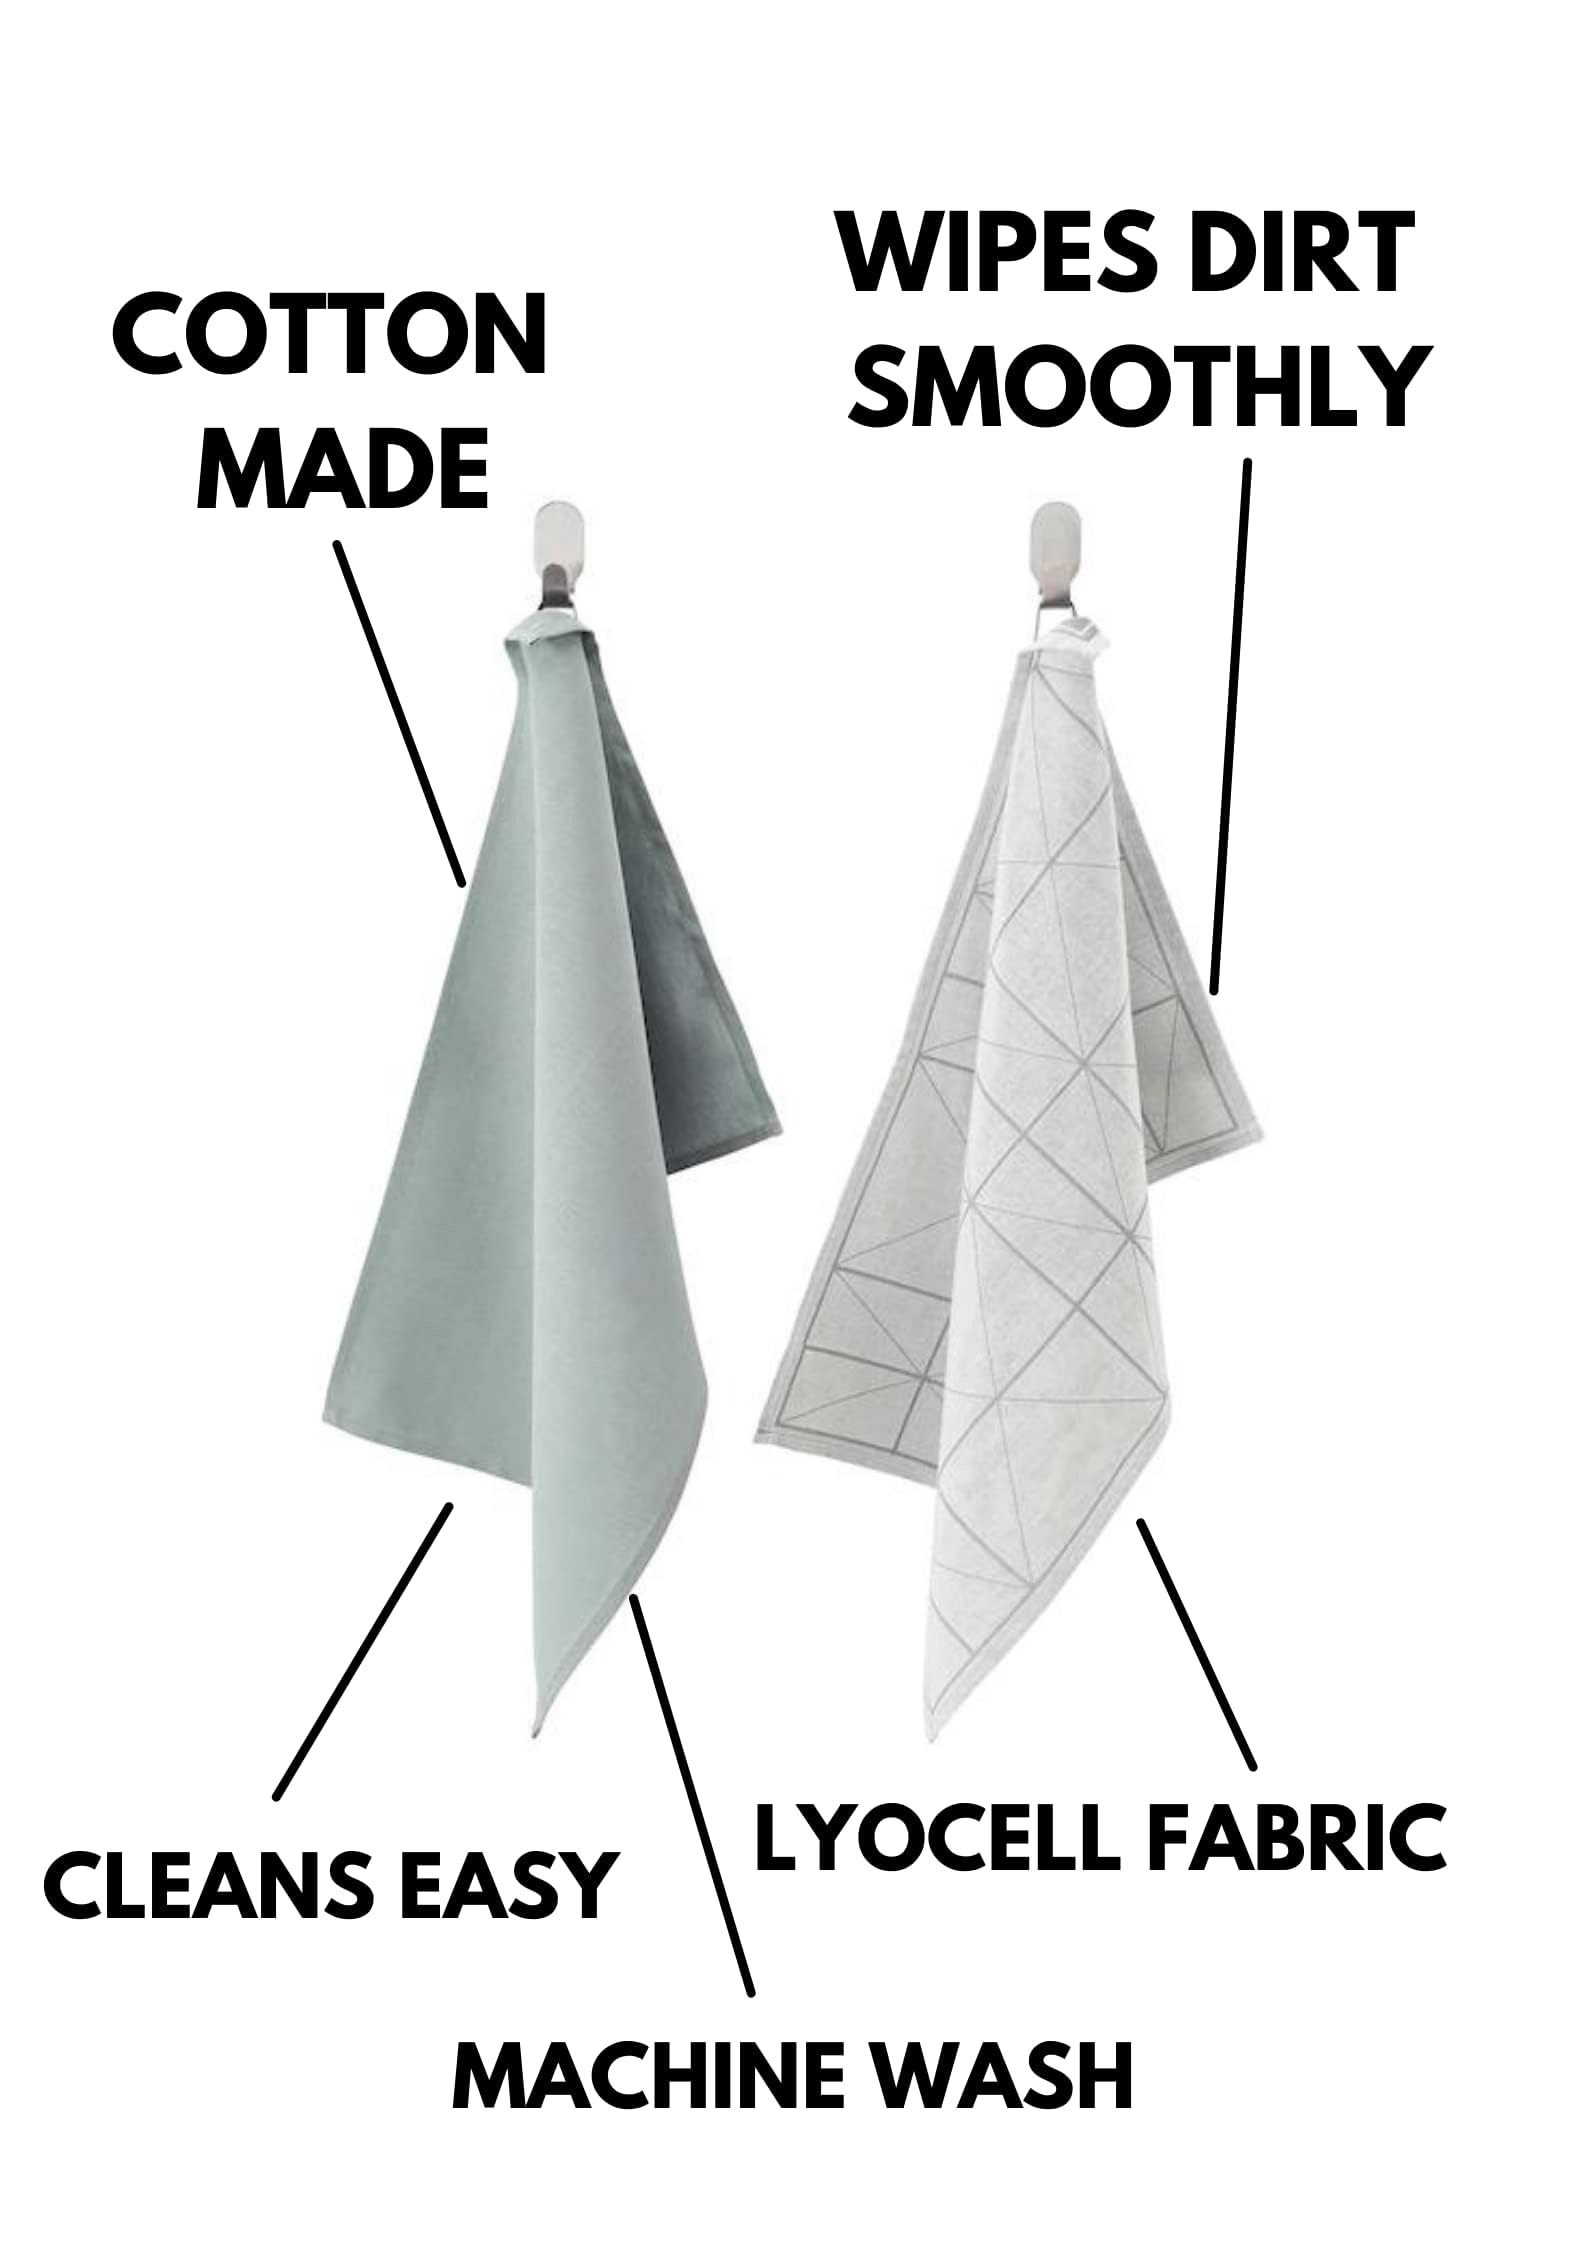 COTTON
MADE
WIPES DIRT
SMOOTHLY
CLEANS EASY
LYOCELL FABRIC
MACHINE WASH